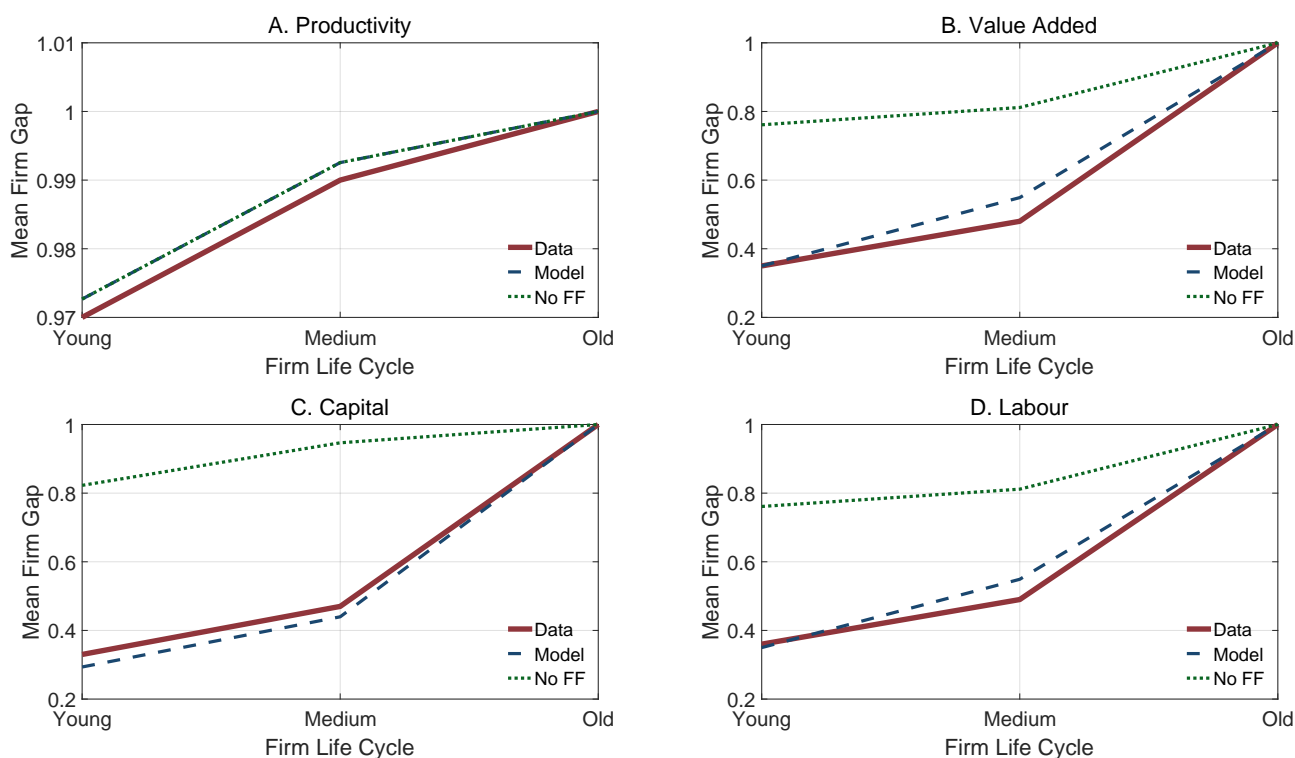 A. Productivity
1.01
1
0.99
0.98
0.97
Mean Firm Gap
Young
Medium
Old
Firm Life Cycle
Data
Model
No FF
B. Value Added
1
0.8
0.6
0.4
0.2
Mean Firm Gap
Young
Medium
Old
Firm Life Cycle
Data
Model
No FF
C. Capital
1
0.8
0.6
0.4
0.2
Mean Firm Gap
Young
Medium
Old
Firm Life Cycle
Data
Model
No FF
D. Labour
1
0.8
0.6
0.4
0.2
Mean Firm Gap
Young
Medium
Old
Firm Life Cycle
Data
Model
No FF